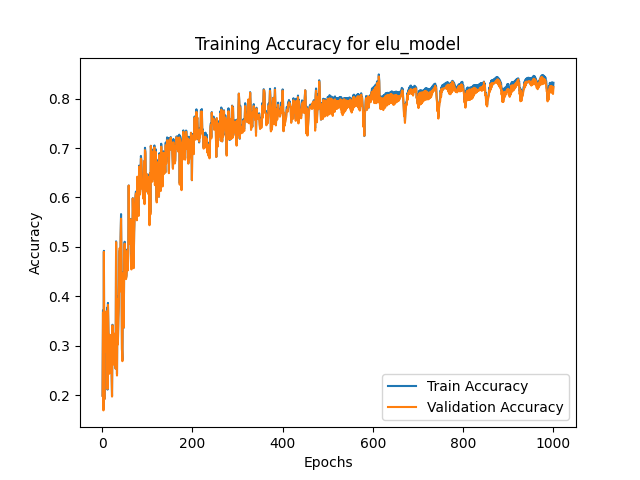 Training Accuracy for elu_model
Accuracy
0.8
0.7
0.6
0.5
0.4
0.3
0.2
Train Accuracy
Validation Accuracy
0
200
400
600
800
1000
Epochs